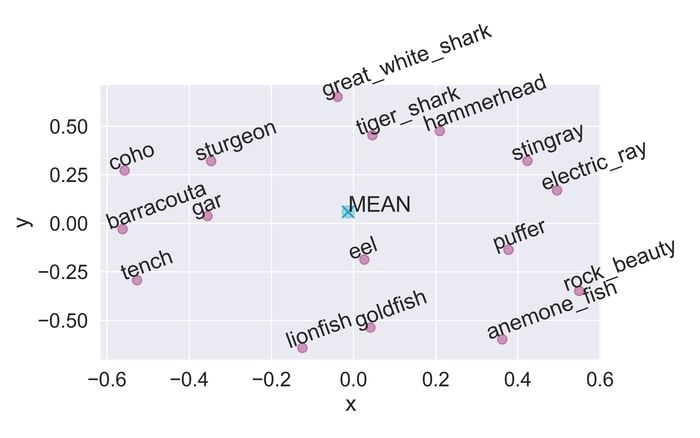 great_white_shark
tiger_shark
hammerhead
0.50
coho
sturgeon
stingray
0.25
electric_ray
barracouta
gar
MEAN
0.00
y
eel
puffer
tench
−0.25
rock_beauty
lionfish
goldfish
anemone_fish
−0.50
−0.6 −0.4 −0.2 0.0 0.2 0.4 0.6
x